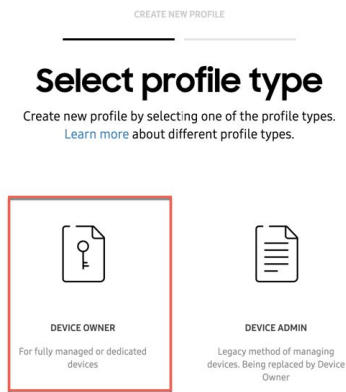 CREATE NEW PROFILE
Select profile type
Create new profile by selecting one of the profile types.
Learn more about different profile types.
DEVICE OWNER
For fully managed or dedicated
devices
DEVICE ADMIN
Legacy method of managing
devices. Being replaced by Device
Owner